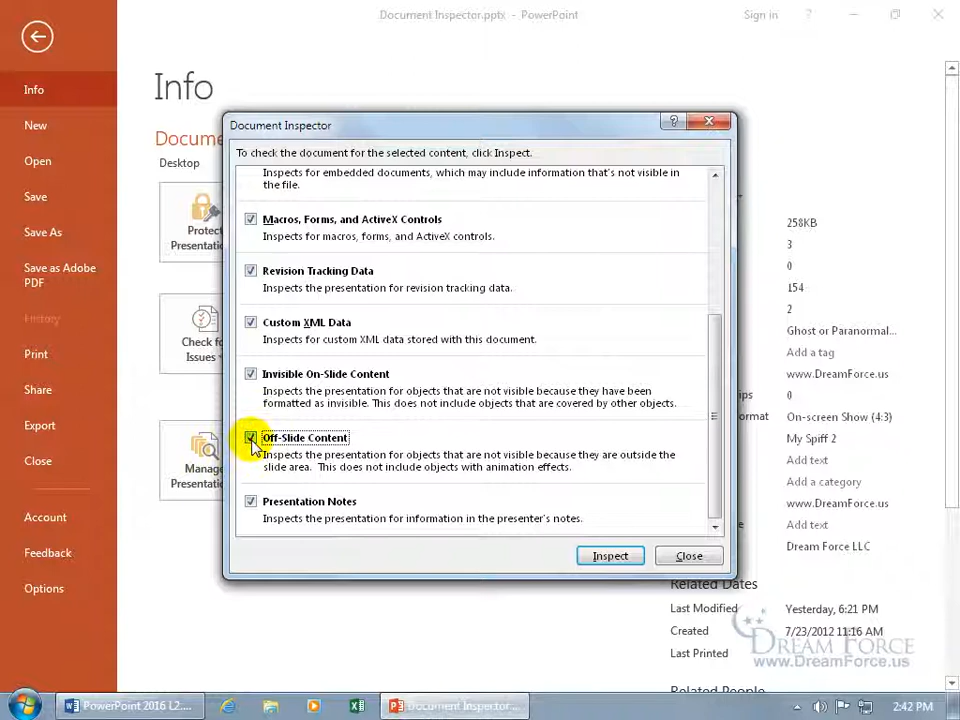 Document Inspector.pptx - PowerPoint
Sign in
?
Info
New
Open
Save
Save As
Save as Adobe
PDF
History
Print
Share
Export
Close
Account
Feedback
Options
Info
Docume
Desktop
Protect
Presentation
Check for
Issues
Manage
Presentation
Document Inspector
?
To check the document for the selected content, click Inspect.
Inspects for embedded documents, which may include information that's not visible in
the file.
Macros, Forms, and ActiveX Controls
Inspects for macros, forms, and ActiveX controls.
Revision Tracking Data
Inspects the presentation for revision tracking data.
Custom XML Data
Inspects for custom XML data stored with this document.
Invisible On-Slide Content
Inspects the presentation for objects that are not visible because they have been
formatted as invisible. This does not include objects that are covered by other objects.
Off-Slide Content
Inspects the presentation for objects that are not visible because they are outside the
slide area. This does not include objects with animation effects.
Presentation Notes
Inspects the presentation for information in the presenter's notes.
Inspect
Close
258KB
3
0
154
2
Ghost or Paranormal...
Add a tag
www.DreamForce.us
ips
0
ormat
On-screen Show (4:3)
My Spiff 2
Add text
Add a category
www.DreamForce.us
Add text
Dream Force LLC
Related Dates
Last Modified
Yesterday, 6:21 PM
Created
7/23/2012 11:16 AM
Last Printed
DREAM FORCE
www.DreamForce.us
Related People
PowerPoint 2016 L2....
Document Inspector...
2:42 PM